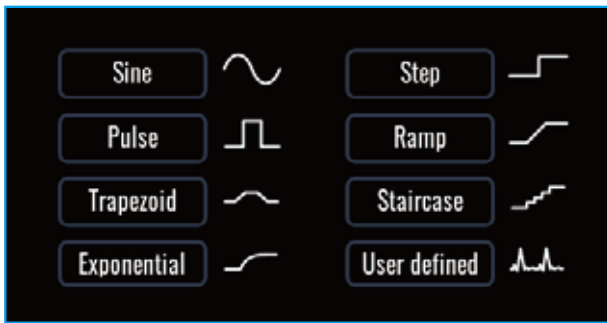 Sine
Step
Pulse
Ramp
Trapezoid
Staircase
Exponential
User defined